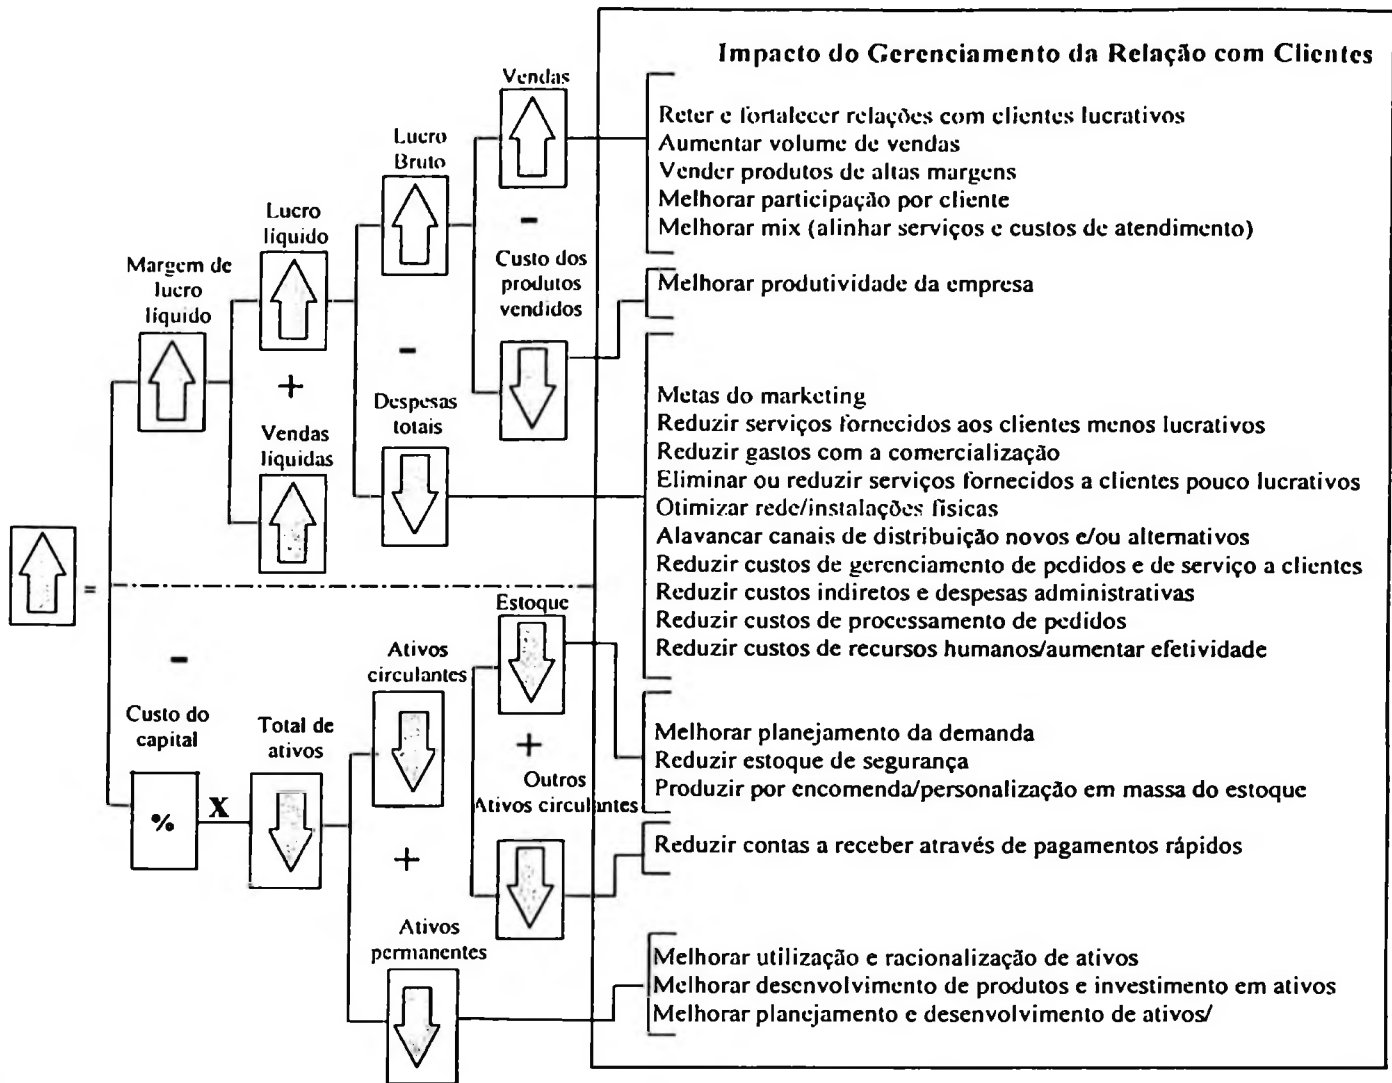 Impacto do Gerenciamento da Relação com Clientes
Vendas
Reter e fortalecer relações com clientes lucrativos
Aumentar volume de vendas
Vender produtos de altas margens
Melhorar participação por cliente
Melhorar mix (alinhar serviços e custos de atendimento)
Lucro
Bruto
-
Lucro
líquido
Custo dos
produtos
vendidos
Melhorar produtividade da empresa
Margem de
lucro
líquido
-
+
Despesas
totais
Metas do marketing
Reduzir serviços fornecidos aos clientes menos lucrativos
Reduzir gastos com a comercialização
Eliminar ou reduzir serviços fornecidos a clientes pouco lucrativos
Otimizar rede/instalações físicas
Alavancar canais de distribuição novos e/ou alternativos
Reduzir custos de gerenciamento de pedidos e de serviço a clientes
Reduzir custos indiretos e despesas administrativas
Reduzir custos de processamento de pedidos
Reduzir custos de recursos humanos/aumentar efetividade
Vendas
líquidas
=
-
Estoque
Ativos
circulantes
Custo do
capital
Total de
ativos
+
Melhorar planejamento da demanda
Reduzir estoque de segurança
Produzir por encomenda/personalização em massa do estoque
Outros
Ativos circulantes
%
X
+
Reduzir contas a receber através de pagamentos rápidos
Ativos
permanentes
Melhorar utilização e racionalização de ativos
Melhorar desenvolvimento de produtos e investimento em ativos
Melhorar planejamento e desenvolvimento de ativos/